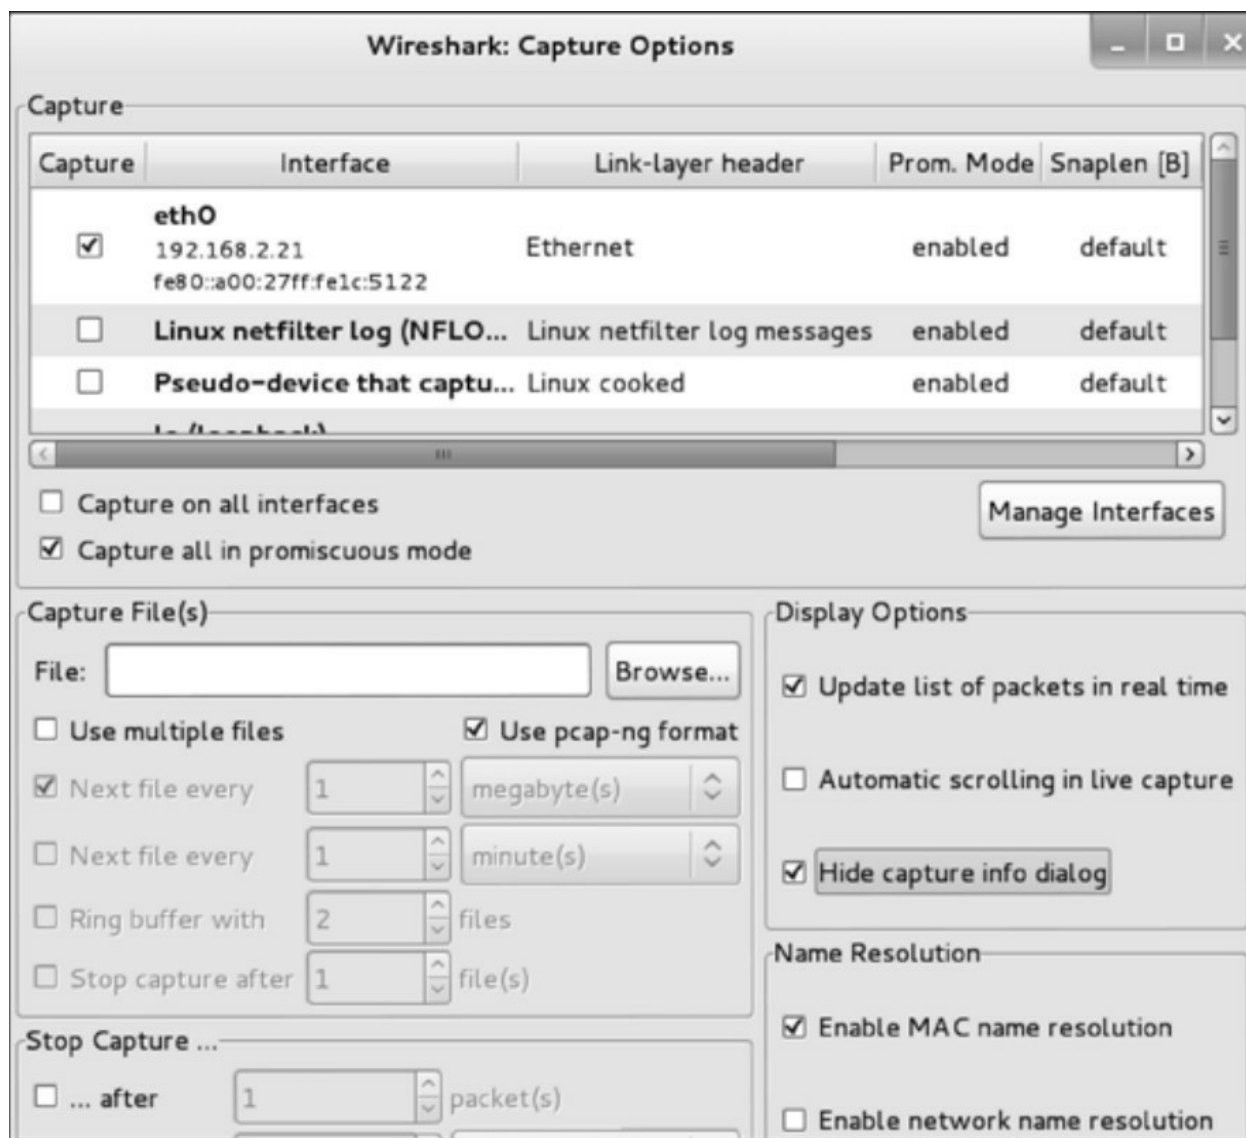 Wireshark: Capture Options
Capture
Capture Interface Link-layer header Prom. Mode Snaplen [B]
eth0
192.168.2.21 Ethernet enabled default
fe80::a00:27ff:fe1c:5122
Linux netfilter log (NFLO... Linux netfilter log messages enabled default
Pseudo-device that captu... Linux cooked enabled default
lo (loopback)
Capture on all interfaces
Manage Interfaces
Capture all in promiscuous mode
Capture File(s)
File: Browse...
Use multiple files Use pcap-ng format
Next file every 1 megabyte(s)
Next file every 1 minute(s)
Ring buffer with 2 files
Stop capture after 1 file(s)
Stop Capture ...
... after 1 packet(s)
Display Options
Update list of packets in real time
Automatic scrolling in live capture
Hide capture info dialog
Name Resolution
Enable MAC name resolution
Enable network name resolution